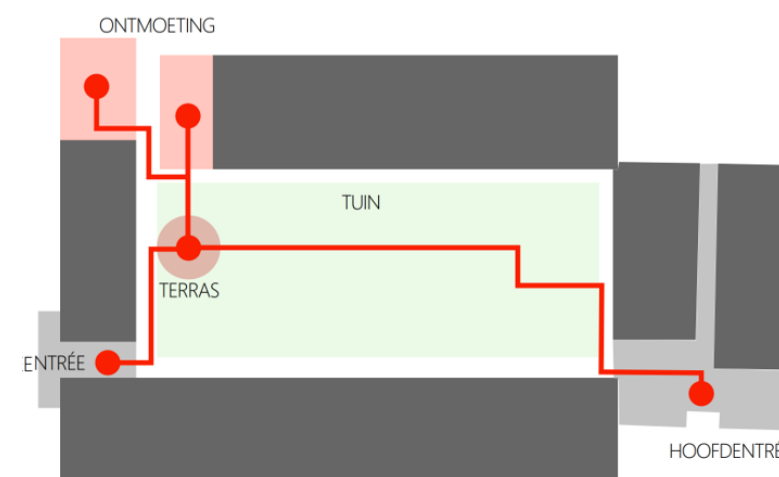 ONTMOETING
TUIN
TERRAS
ENTRÉE
HOOFDENTRÉ